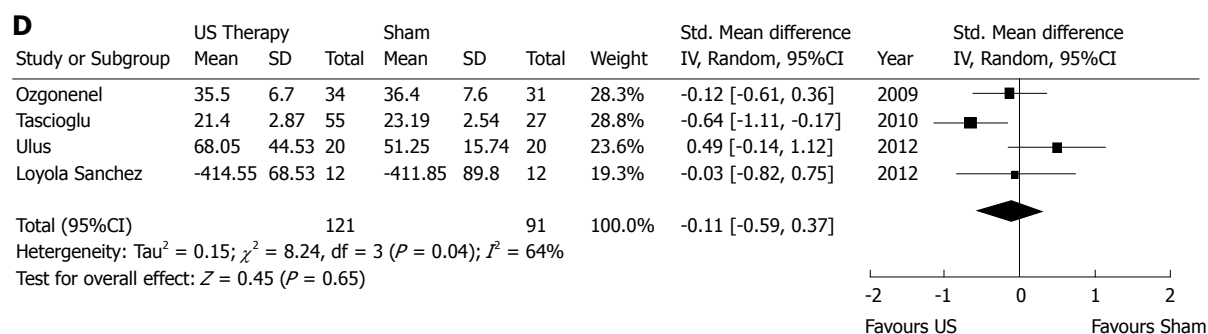 D
US Therapy Sham Std. Mean difference Std. Mean difference
Study or Subgroup Mean SD Total Mean SD Total Weight IV, Random, 95%CI Year IV, Random, 95%CI
Ozgonenel 35.5 6.7 34 36.4 7.6 31 28.3% -0.12 [-0.61, 0.36] 2009
Tascioglu 21.4 2.87 55 23.19 2.54 27 28.8% -0.64 [-1.11, -0.17] 2010
Ulus 68.05 44.53 20 51.25 15.74 20 23.6% 0.49 [-0.14, 1.12] 2012
Loyola Sanchez -414.55 68.53 12 -411.85 89.8 12 19.3% -0.03 [-0.82, 0.75] 2012
Total (95%CI) 121 91 100.0% -0.11 [-0.59, 0.37]
Hetergeneity: Tau² = 0.15; χ² = 8.24, df = 3 (P = 0.04); I² = 64%
Test for overall effect: Z = 0.45 (P = 0.65)
-2 -1 0 1 2
Favours US Favours Sham